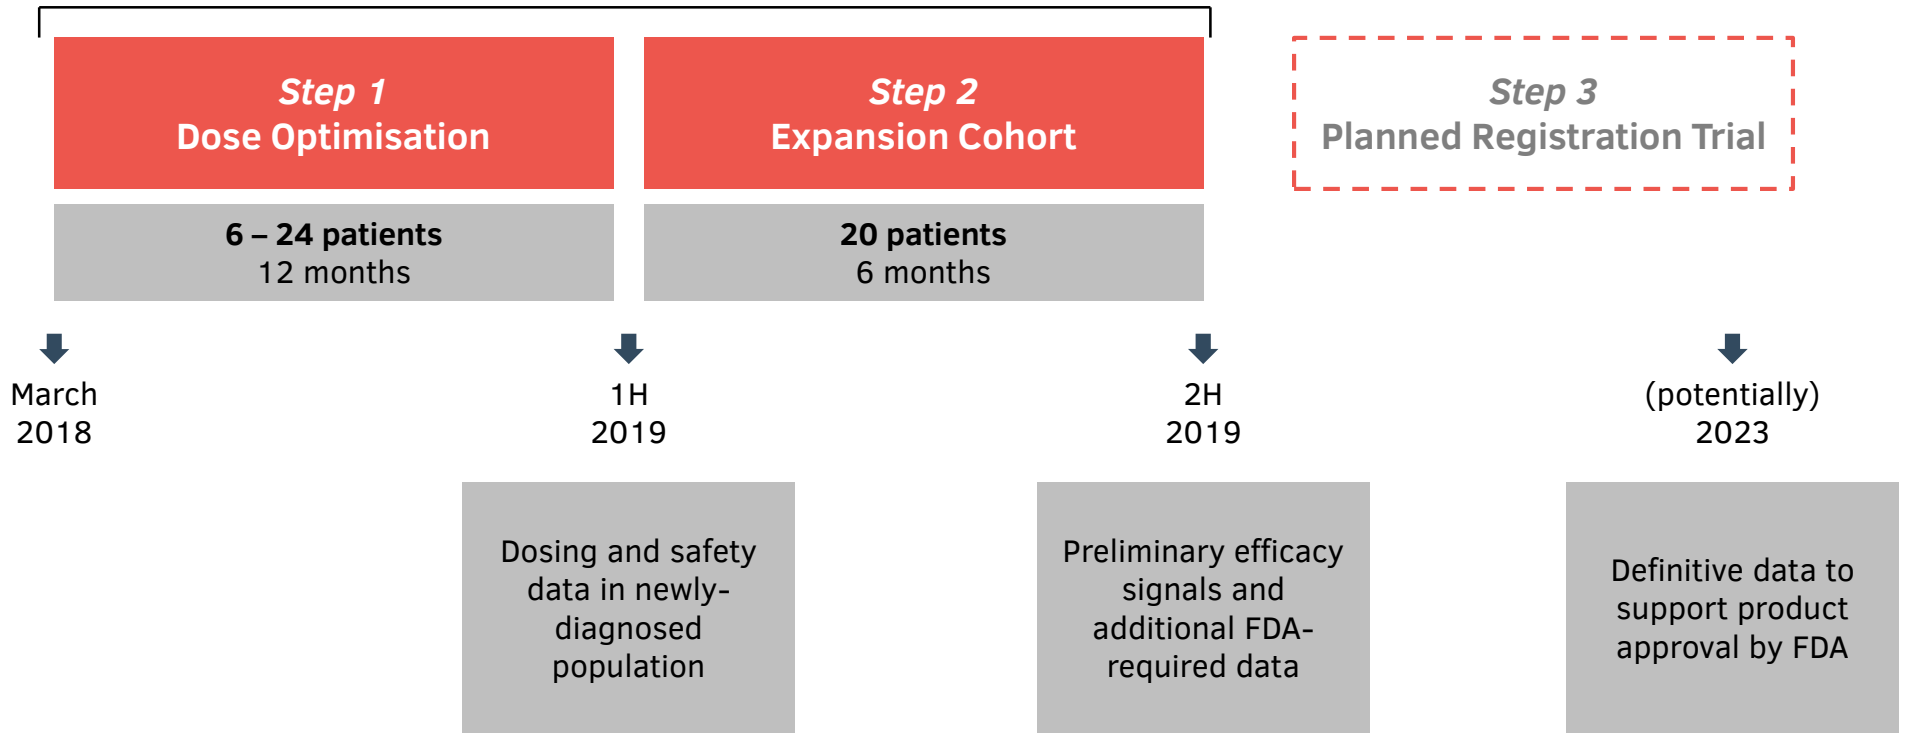 Step 1
Dose Optimisation
Step 2
Expansion Cohort
Step 3
Planned Registration Trial
6 – 24 patients
12 months
20 patients
6 months
March
2018
1H
2019
2H
2019
(potentially)
2023
Dosing and safety
data in newly-
diagnosed
population
Preliminary efficacy
signals and
additional FDA-
required data
Definitive data to
support product
approval by FDA